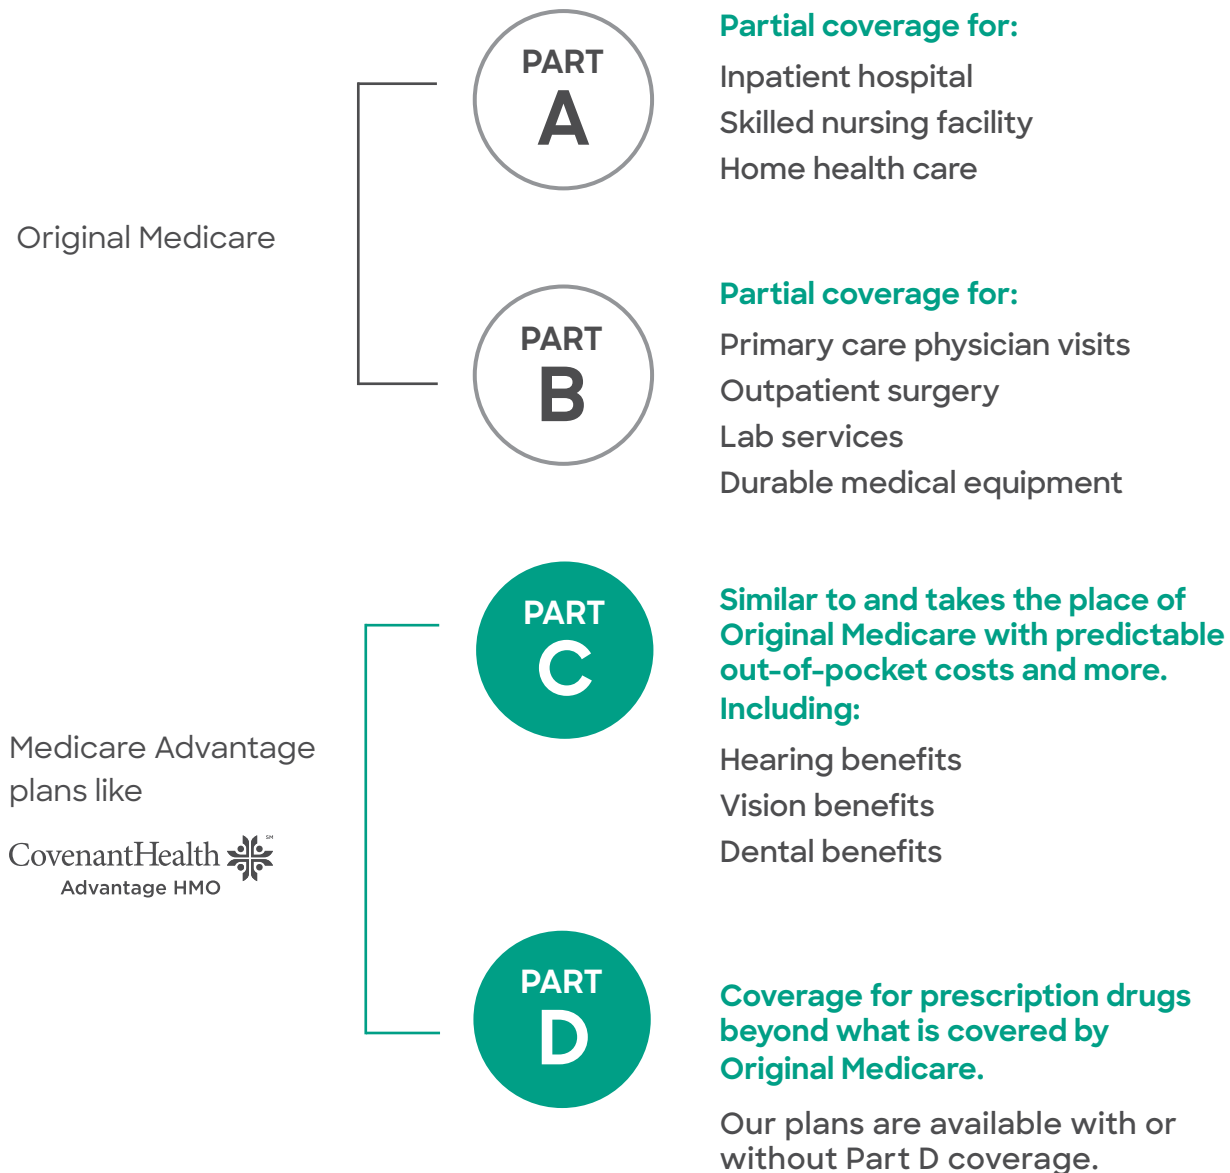 PART
A
Partial coverage for:
Inpatient hospital
Skilled nursing facility
Home health care
Original Medicare
PART
B
Partial coverage for:
Primary care physician visits
Outpatient surgery
Lab services
Durable medical equipment
PART
C
Similar to and takes the place of
Original Medicare with predictable
out-of-pocket costs and more.
Including:
Hearing benefits
Vision benefits
Dental benefits
Medicare Advantage
plans like
CovenantHealth SM
Advantage HMO
PART
D
Coverage for prescription drugs
beyond what is covered by
Original Medicare.
Our plans are available with or
without Part D coverage.